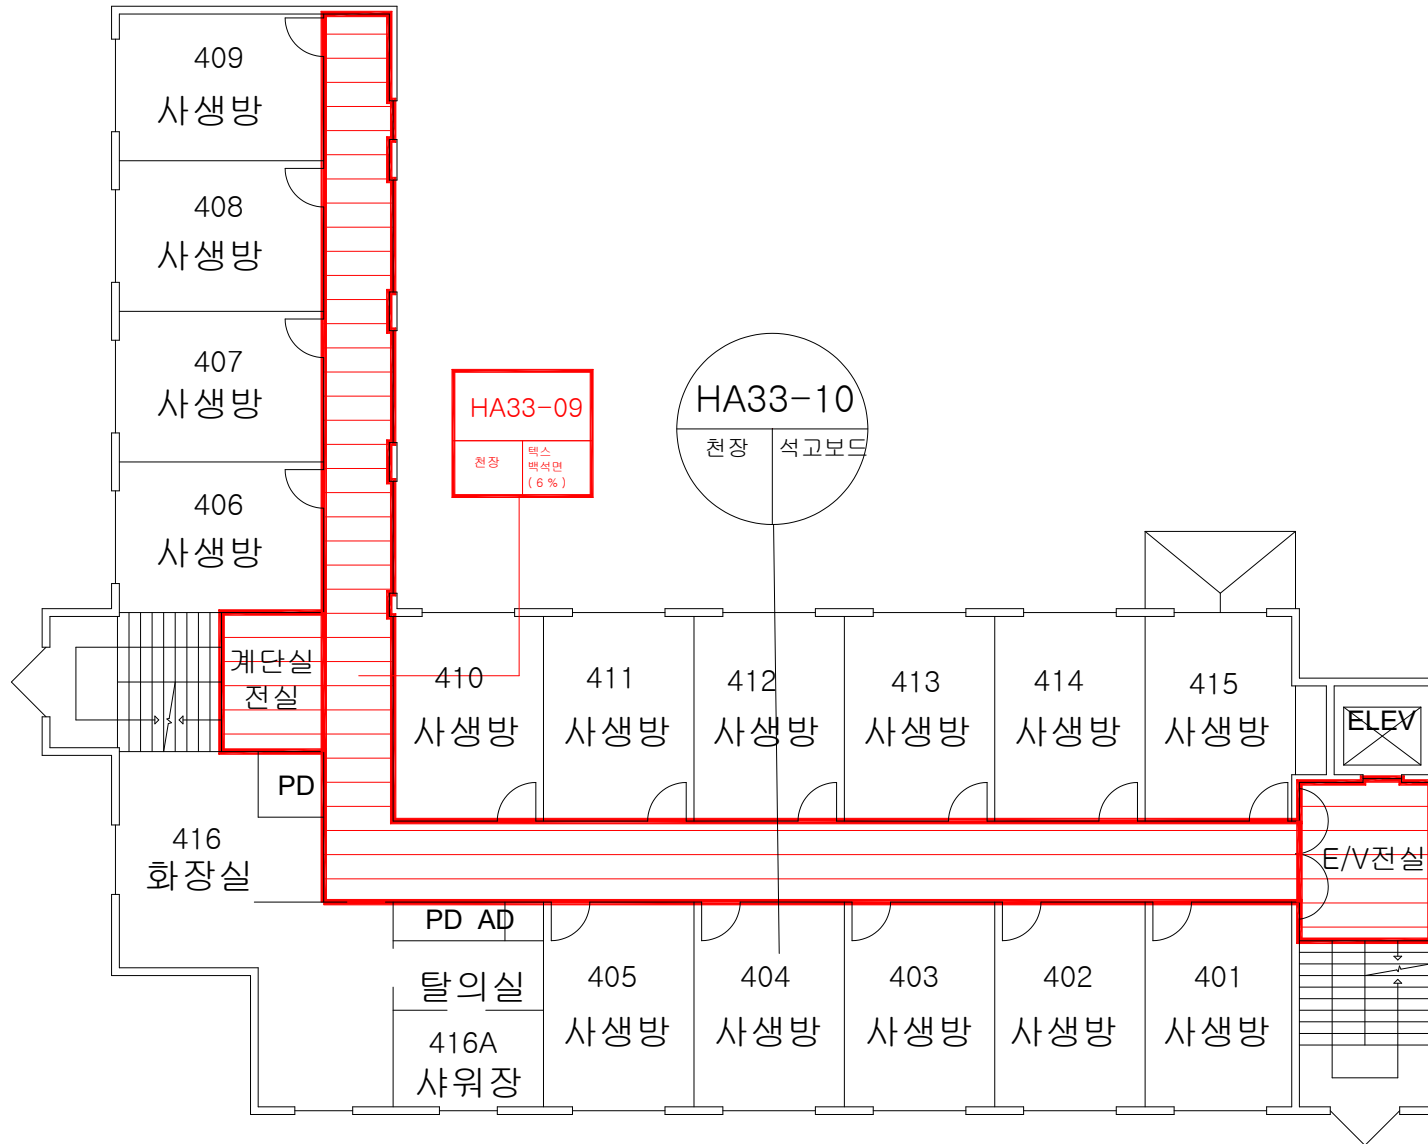 409
사생방
408
사생방
407
사생방
406
사생방
HA33-09
천장
텍스
백석면
(6%)
HA33-10
천장
석고보드
계단실
전실
410
사생방
411
사생방
412
사생방
413
사생방
414
사생방
415
사생방
ELEV
PD
416
화장실
E/V전실
PD AD
탈의실
416A
샤워장
405
사생방
404
사생방
403
사생방
402
사생방
401
사생방